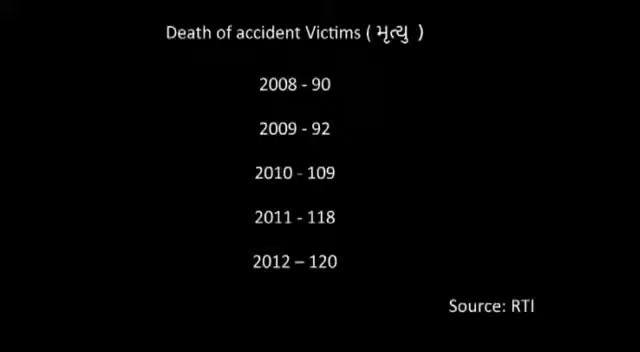 Death of accident Victims ( મૃત્યુ )
2008 - 90
2009 - 92
2010 - 109
2011 - 118
2012 – 120
Source: RTI